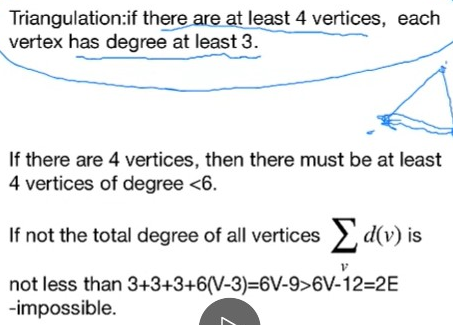 Triangulation:if there are at least 4 vertices, each
vertex has degree at least 3.
If there are 4 vertices, then there must be at least
4 vertices of degree <6.
If not the total degree of all vertices ∑ d(v) is
v
not less than 3+3+3+6(V-3)=6V-9>6V-12=2E
-impossible.